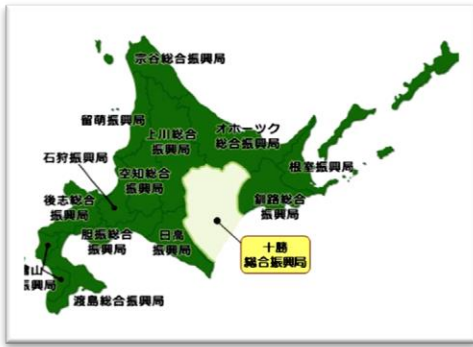 宗谷総合振興局
留萌振興局
上川総合
振興局
オホーツク
総合振興局
石狩振興局
空知総合
振興局
根室振興局
後志総合
振興局
釧路総合
振興局
胆振総合
振興局
日高
振興局
十勝
総合振興局
檜山
振興局
渡島総合振興局